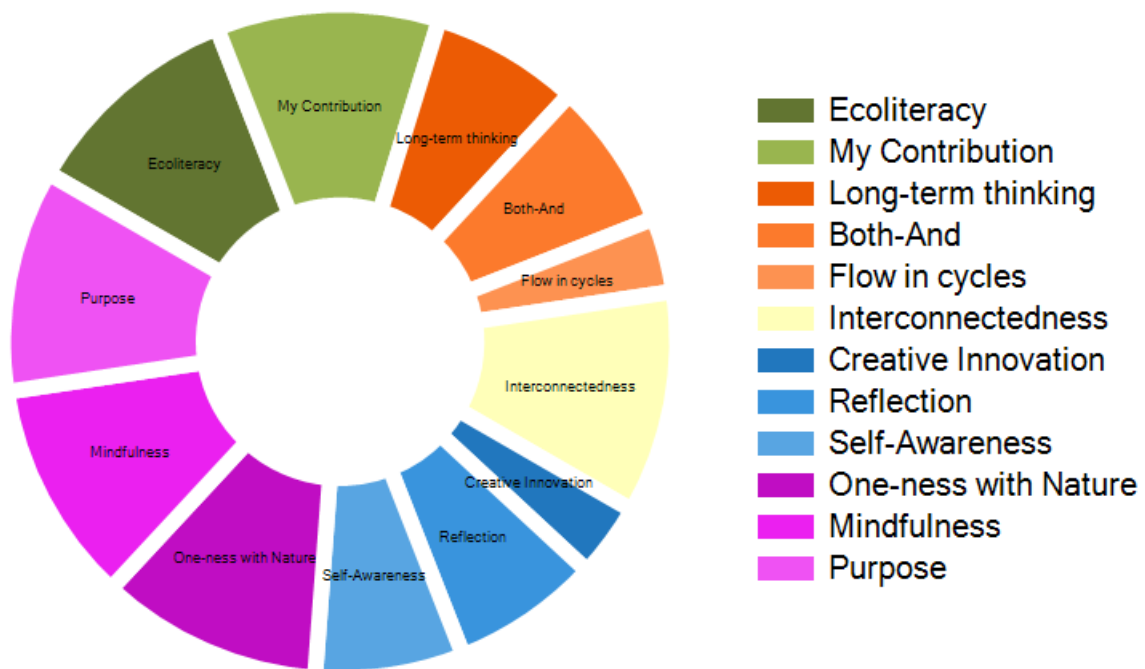 My Contribution
Long-term thinking
Ecoliteracy
Both-And
Flow in cycles
Purpose
Interconnectedness
Mindfulness
Creative Innovation
Reflection
One-ness with Nature
Self-Awareness
Ecoliteracy
My Contribution
Long-term thinking
Both-And
Flow in cycles
Interconnectedness
Creative Innovation
Reflection
Self-Awareness
One-ness with Nature
Mindfulness
Purpose